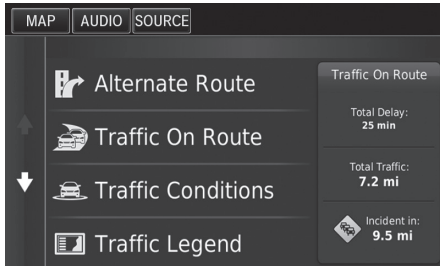 MAP AUDIO SOURCE
Alternate Route
Traffic On Route
Traffic Conditions
Traffic Legend
Traffic On Route
Total Delay:
25 min
Total Traffic:
7.2 mi
Incident in:
9.5 mi